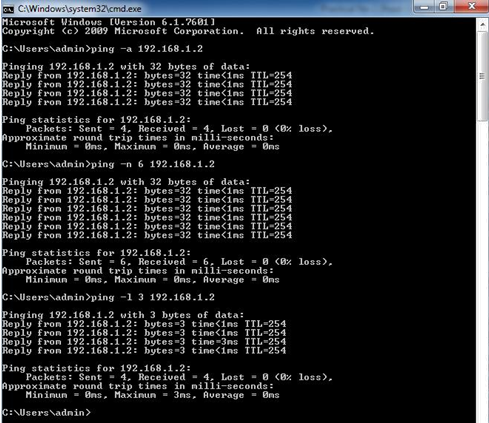 C:\Windows\system32\cmd.exe
Microsoft Windows [Version 6.1.7601]
Copyright (c) 2009 Microsoft Corporation.  All rights reserved.
C:\Users\admin>ping -a 192.168.1.2
Pinging 192.168.1.2 with 32 bytes of data:
Reply from 192.168.1.2: bytes=32 time<1ms TTL=254
Reply from 192.168.1.2: bytes=32 time<1ms TTL=254
Reply from 192.168.1.2: bytes=32 time<1ms TTL=254
Reply from 192.168.1.2: bytes=32 time<1ms TTL=254
Ping statistics for 192.168.1.2:
Packets: Sent = 4, Received = 4, Lost = 0 (0% loss),
Approximate round trip times in milli-seconds:
Minimum = 0ms, Maximum = 0ms, Average = 0ms
C:\Users\admin>ping -n 6 192.168.1.2
Pinging 192.168.1.2 with 32 bytes of data:
Reply from 192.168.1.2: bytes=32 time<1ms TTL=254
Reply from 192.168.1.2: bytes=32 time<1ms TTL=254
Reply from 192.168.1.2: bytes=32 time<1ms TTL=254
Reply from 192.168.1.2: bytes=32 time<1ms TTL=254
Reply from 192.168.1.2: bytes=32 time<1ms TTL=254
Reply from 192.168.1.2: bytes=32 time<1ms TTL=254
Ping statistics for 192.168.1.2:
Packets: Sent = 6, Received = 6, Lost = 0 (0% loss),
Approximate round trip times in milli-seconds:
Minimum = 0ms, Maximum = 0ms, Average = 0ms
C:\Users\admin>ping -l 3 192.168.1.2
Pinging 192.168.1.2 with 3 bytes of data:
Reply from 192.168.1.2: bytes=3 time<1ms TTL=254
Reply from 192.168.1.2: bytes=3 time<1ms TTL=254
Reply from 192.168.1.2: bytes=3 time=3ms TTL=254
Reply from 192.168.1.2: bytes=3 time<1ms TTL=254
Ping statistics for 192.168.1.2:
Packets: Sent = 4, Received = 4, Lost = 0 (0% loss),
Approximate round trip times in milli-seconds:
Minimum = 0ms, Maximum = 3ms, Average = 0ms
C:\Users\admin>